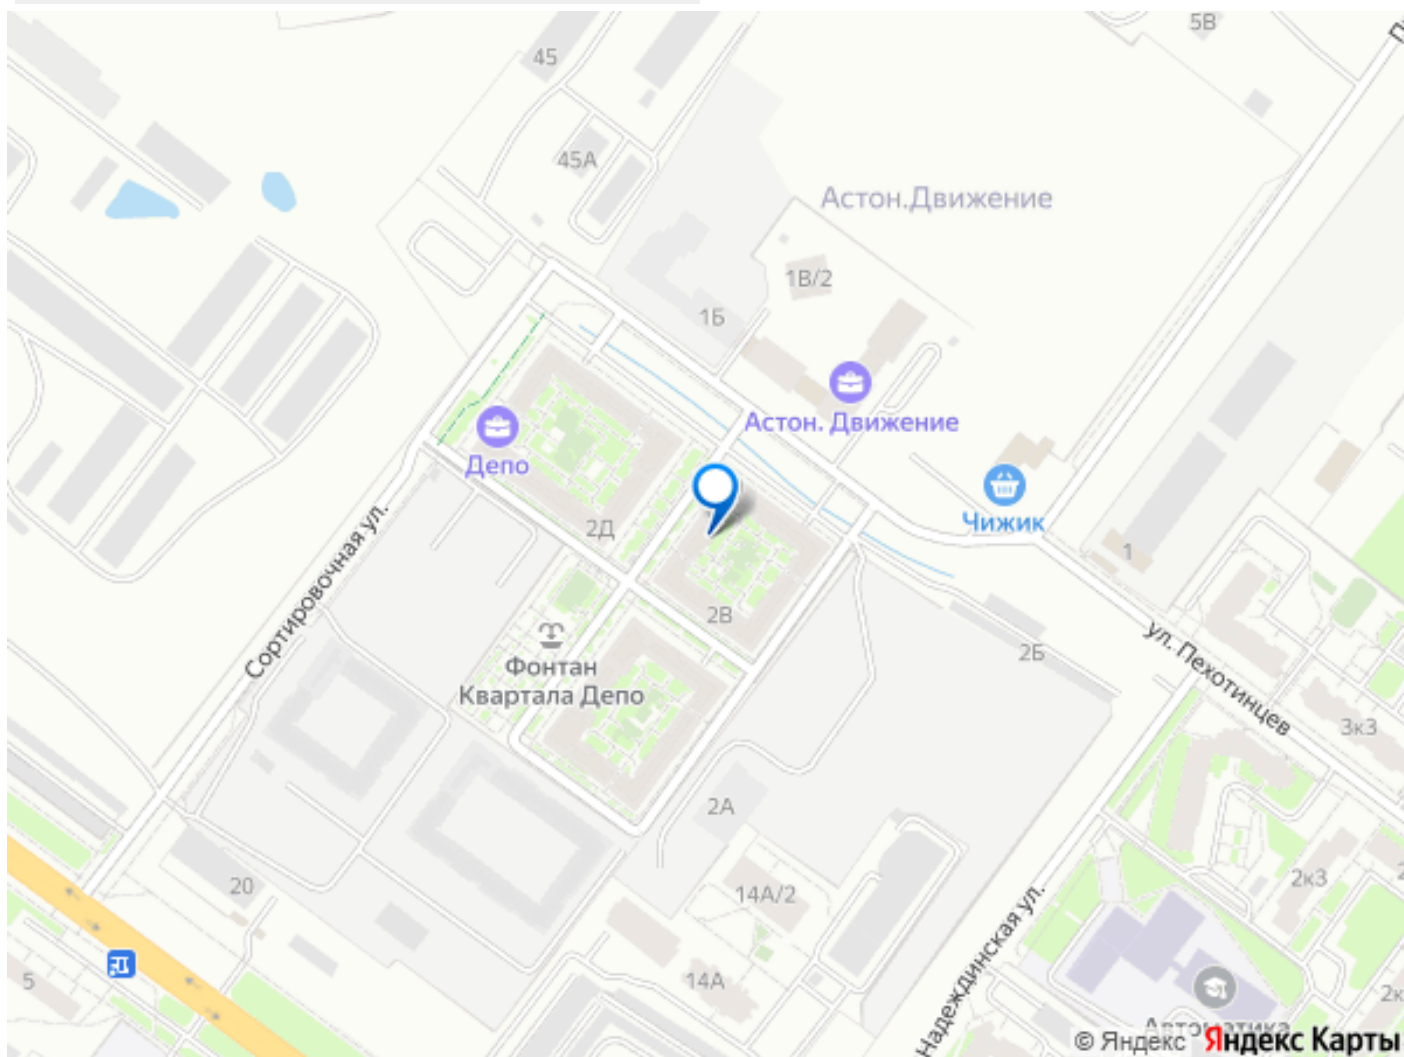 5В
45
45А
Астон.Движение
1В/2
1Б
Астон. Движение
Депо
Чижик
2Д
1
Сортировочная ул.
2В
2Б
ул. Пехотинцев
Фонтан
Квартала Депо
3к3
2А
20
14А/2
2к3
Надеждинская ул.
5
14А
Автоматика
© Яндекс Яндекс Карты